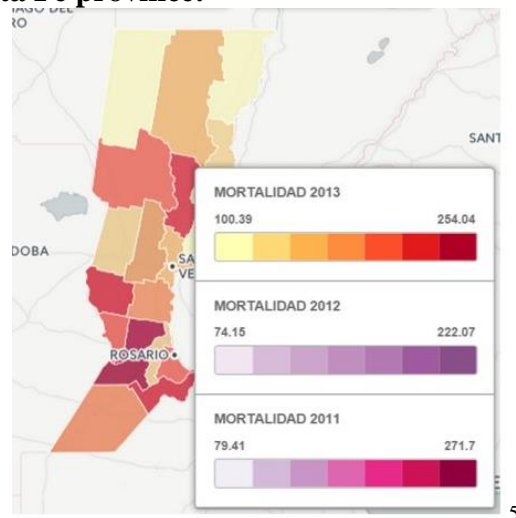 RO
SANT
MORTALIDAD 2013
100.39 254.04
DOBA
SA
VE
MORTALIDAD 2012
74.15 222.07
ROSARIO
MORTALIDAD 2011
79.41 271.7
5